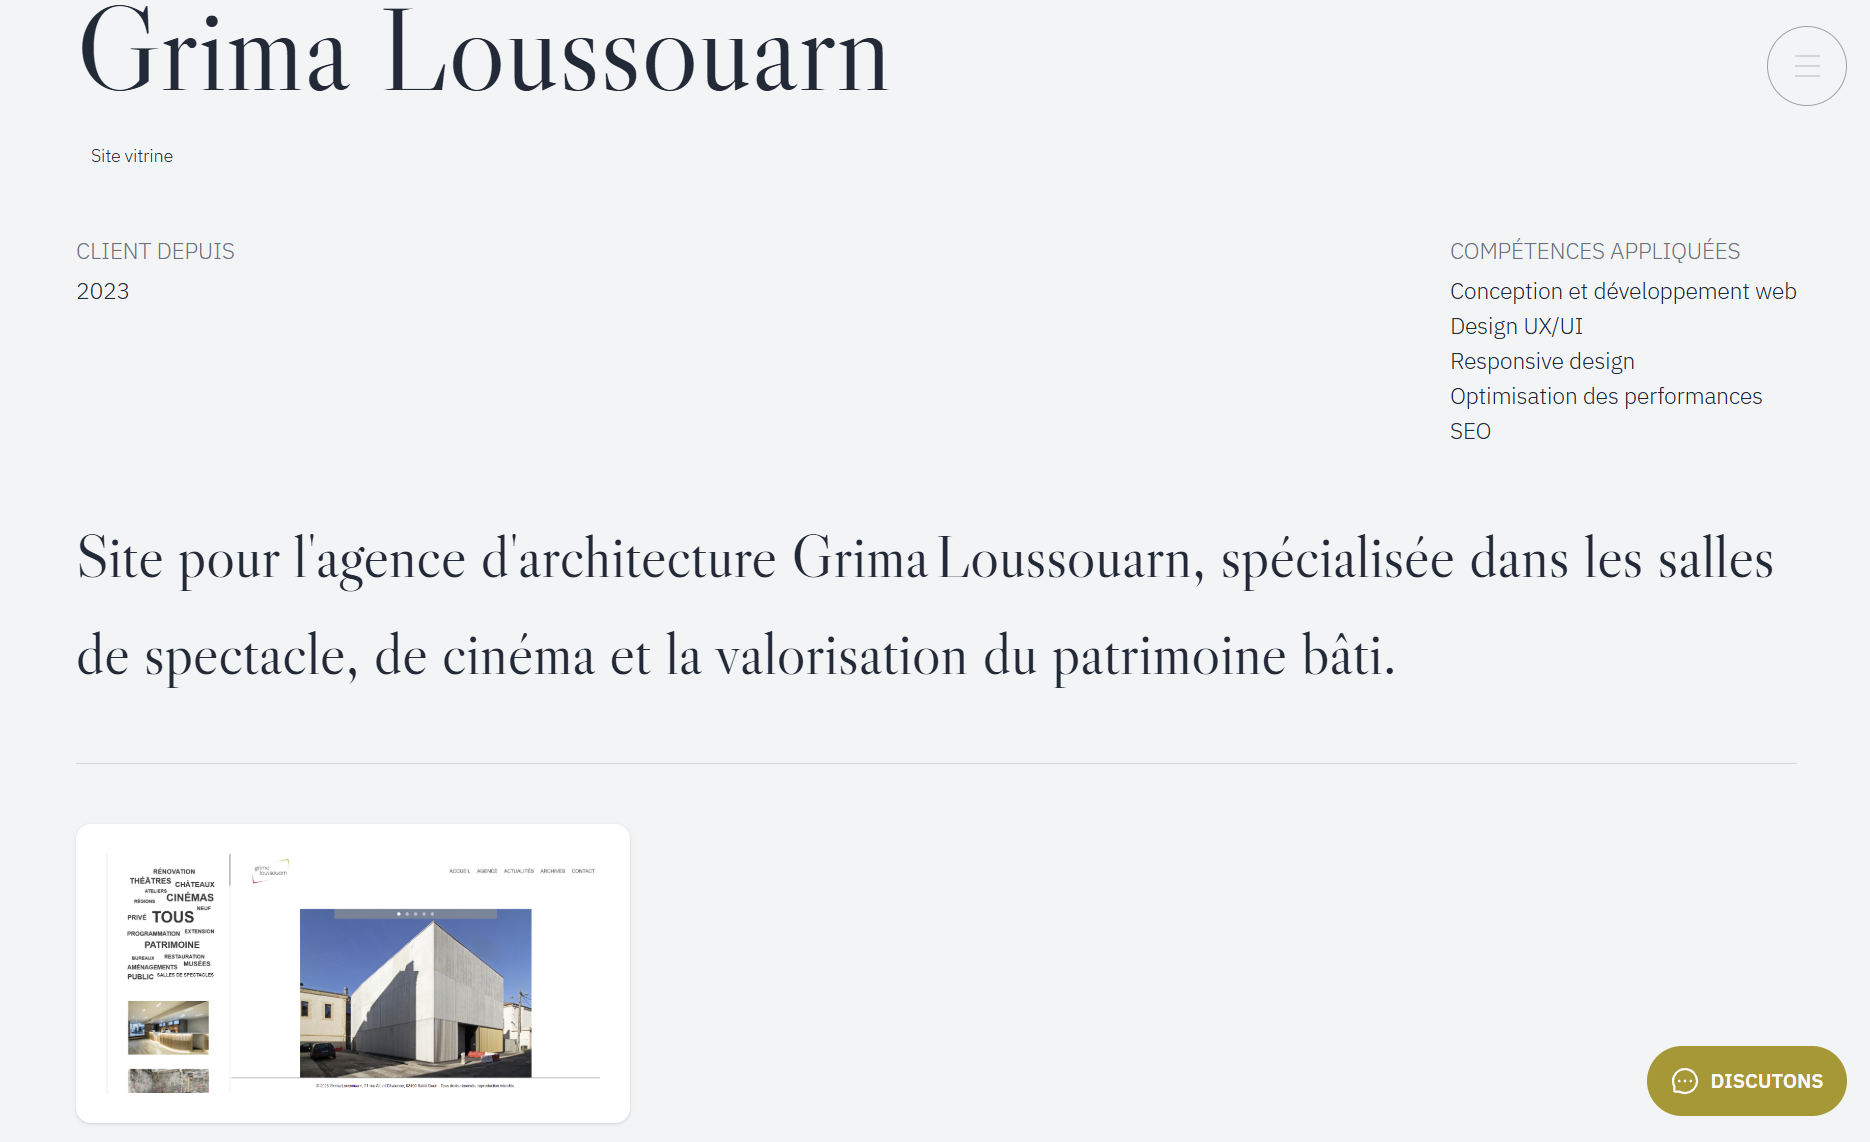 Grima Loussouarn
Site vitrine
CLIENT DEPUIS
2023
COMPÉTENCES APPLIQUÉES
Conception et développement web
Design UX/UI
Responsive design
Optimisation des performances
SEO
Site pour l'agence d'architecture Grima Loussouarn, spécialisée dans les salles
de spectacle, de cinéma et la valorisation du patrimoine bâti.
RÉNOVATION
THÉÂTRES CHÂTEAUX
ATELIERS
RÉGIONS CINÉMAS
NEUF
PRIVÉ TOUS
PROGRAMMATION EXTENSION
PATRIMOINE
BUREAUX RESTAURATION
AMÉNAGEMENTS MUSÉES
PUBLIC SALLES DE SPECTACLES
grima
loussouarn
ACCUEIL AGENCE ACTUALITÉS ARCHIVES CONTACT
DISCUTONS